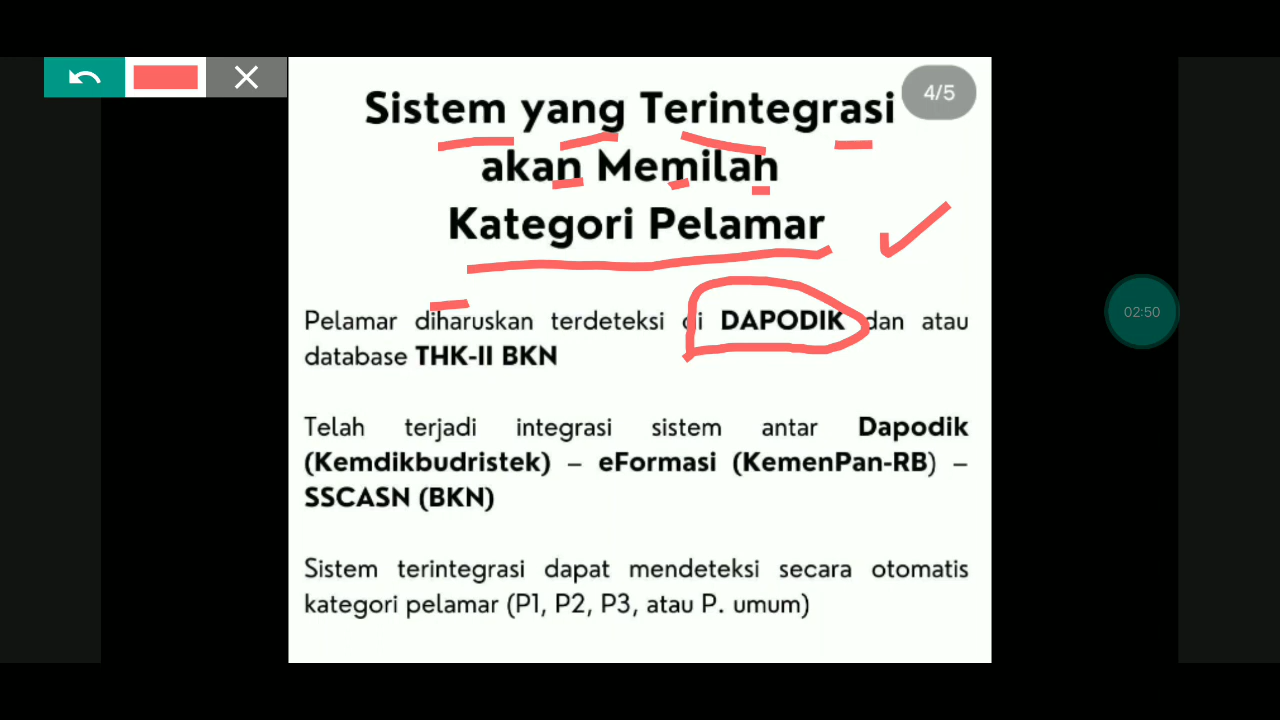 Sistem yang Terintegrasi
4/5
akan Memilah
Kategori Pelamar
Pelamar diharuskan terdeteksi di DAPODIK dan atau
database THK-II BKN
02:50
Telah terjadi integrasi sistem antar Dapodik
(Kemdikbudristek) – eFormasi (KemenPan-RB) –
SSCASN (BKN)
Sistem terintegrasi dapat mendeteksi secara otomatis
kategori pelamar (P1, P2, P3, atau P. umum)